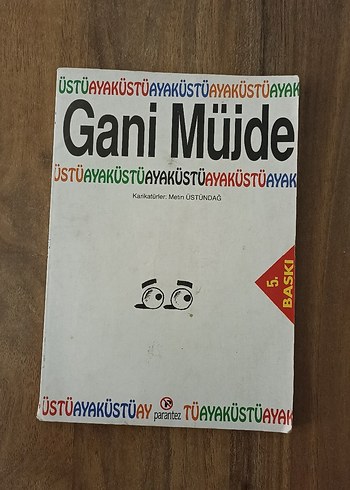 ÜSTÜAYAKÜSTÜAYAKÜSTÜAYAKÜSTÜAYAK
Gani Müjde
ÜSTÜAYAKÜSTÜAYAKÜSTÜAYAKÜSTÜAYAK
Karikatürler: Metin ÜSTÜNDAĞ
5.
BASKI
ÜSTÜAYAKÜSTÜAY
parantez
TÜAYAKÜSTÜAYAK